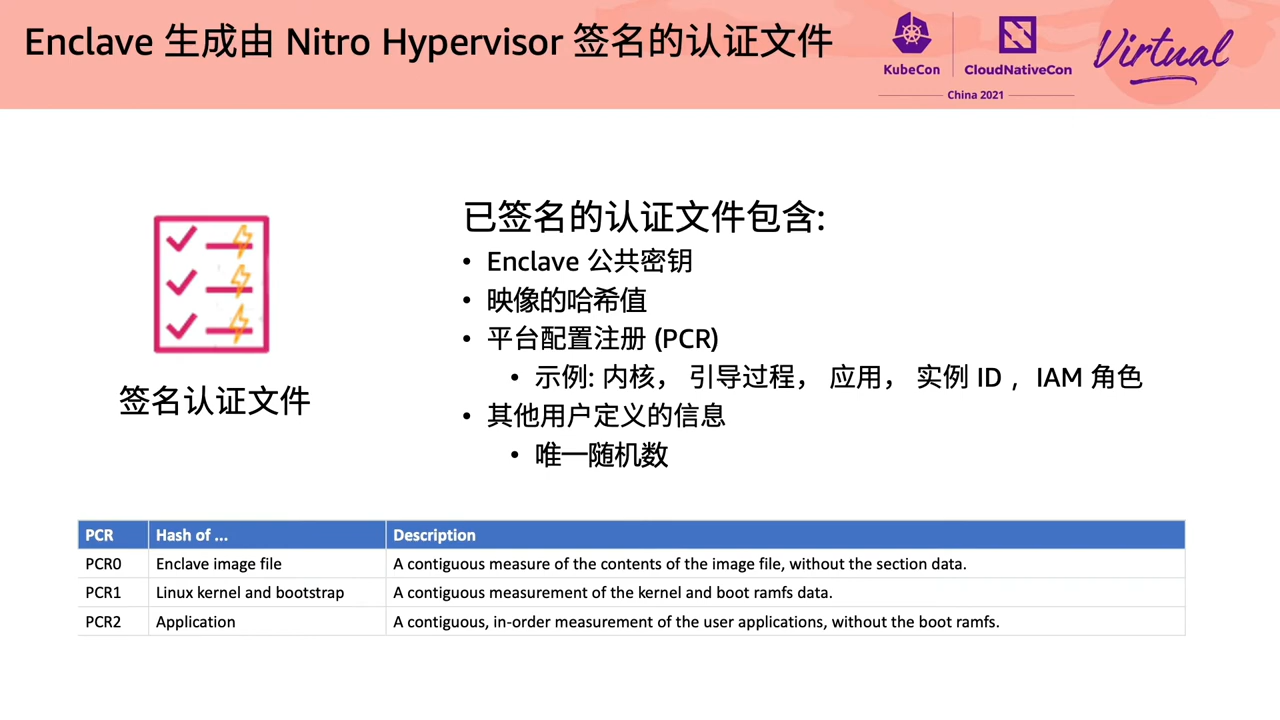 Enclave 生成由 Nitro Hypervisor 签名的认证文件
KubeCon
CloudNativeCon
China 2021
Virtual
已签名的认证文件包含:
• Enclave 公共密钥
• 映像的哈希值
• 平台配置注册 (PCR)
• 示例: 内核， 引导过程， 应用， 实例 ID ，IAM 角色
• 其他用户定义的信息
• 唯一随机数
签名认证文件
PCR Hash of ... Description
PCR0 Enclave image file A contiguous measure of the contents of the image file, without the section data.
PCR1 Linux kernel and bootstrap A contiguous measurement of the kernel and boot ramfs data.
PCR2 Application A contiguous, in-order measurement of the user applications, without the boot ramfs.